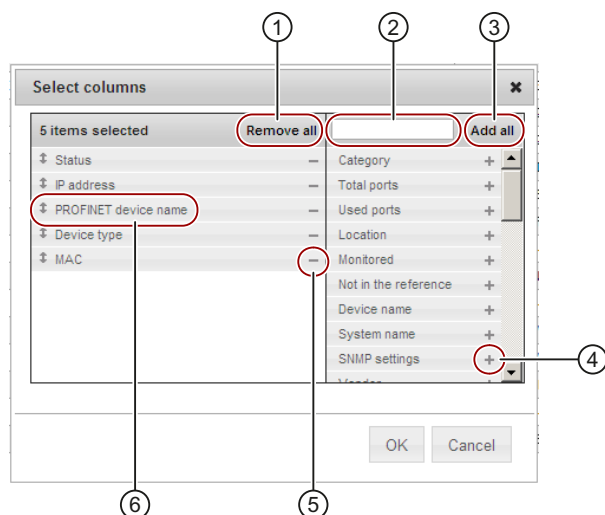 ① ② ③
Select columns
5 items selected Remove all Add all
Status Category
IP address Total ports
PROFINET device name Used ports
Device type Location
MAC Monitored
Not in the reference
Device name
System name
SNMP settings ④
Vendor
OK Cancel
⑥ ⑤